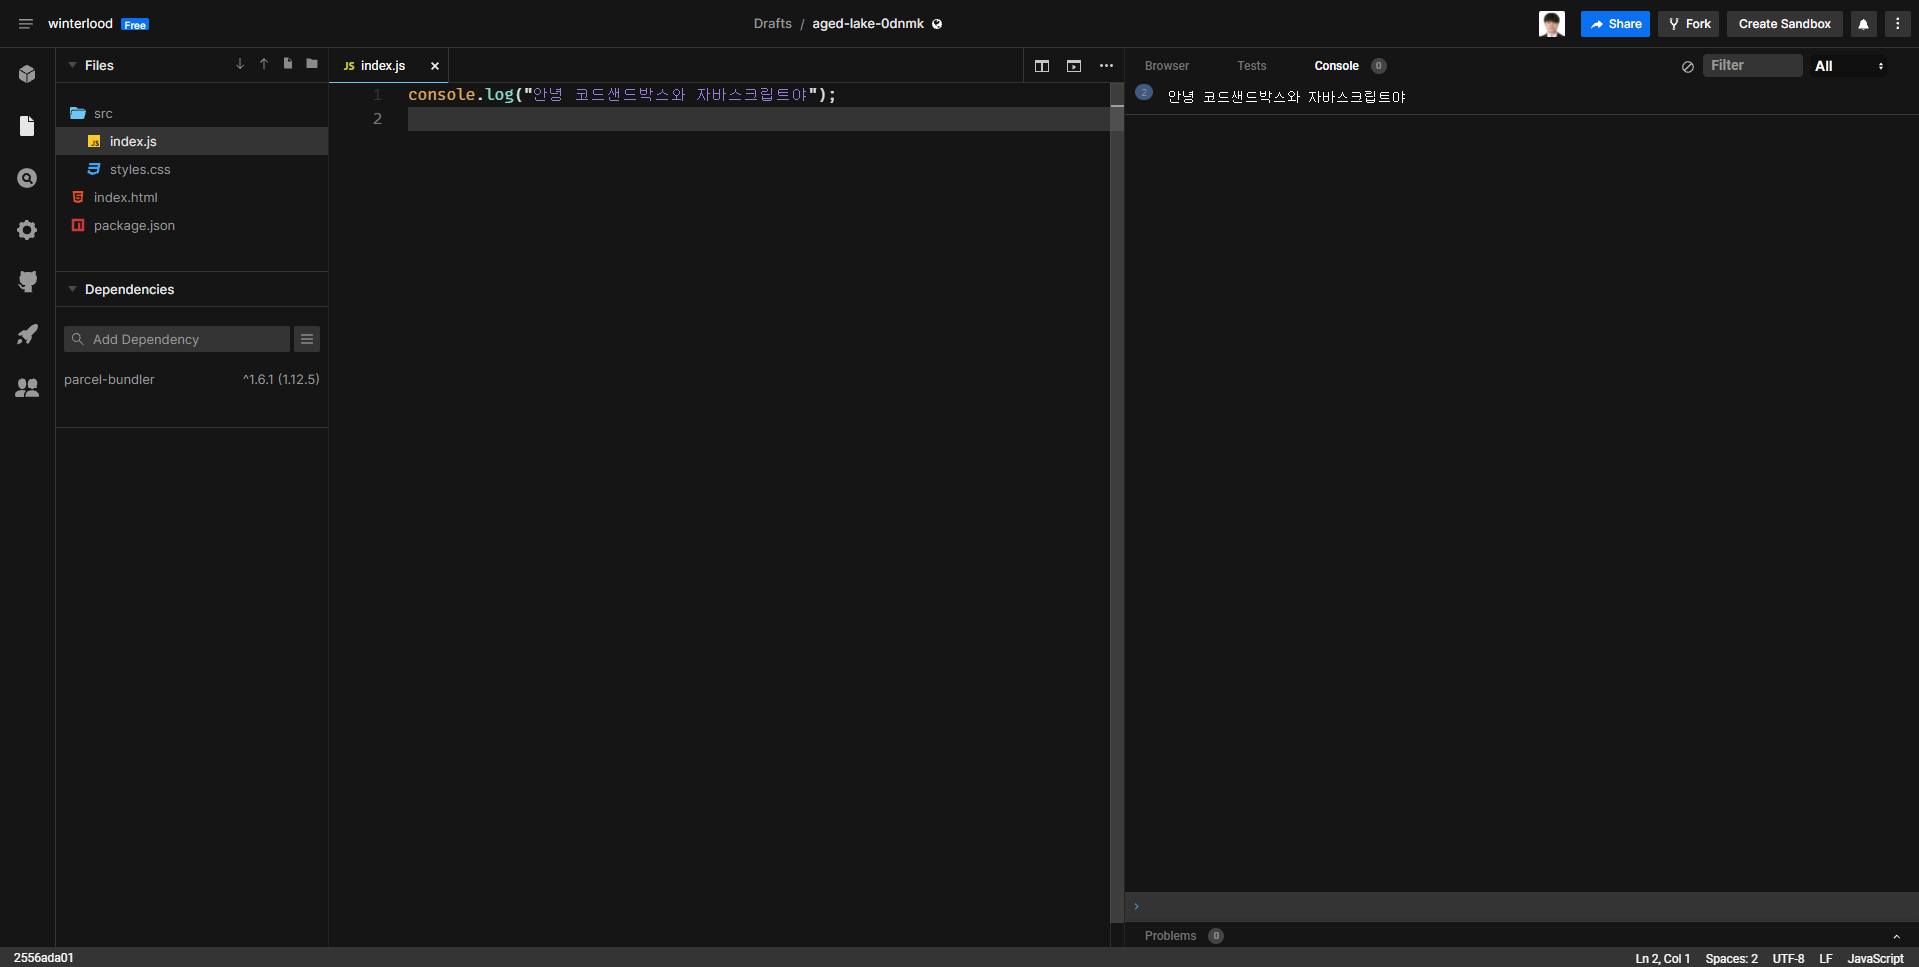 winterlood Free
Drafts / aged-lake-0dnmk
Share
Fork
Create Sandbox
Files
src
JS index.js
styles.css
index.html
package.json
Dependencies
Add Dependency
parcel-bundler ^1.6.1 (1.12.5)
JS index.js
1 console.log("안녕 코드샌드박스와 자바스크립트야");
2
Browser Tests Console 0 Filter All
2 안녕 코드샌드박스와 자바스크립트야
Problems 0
2556ada01
Ln 2, Col 1 Spaces: 2 UTF-8 LF JavaScript